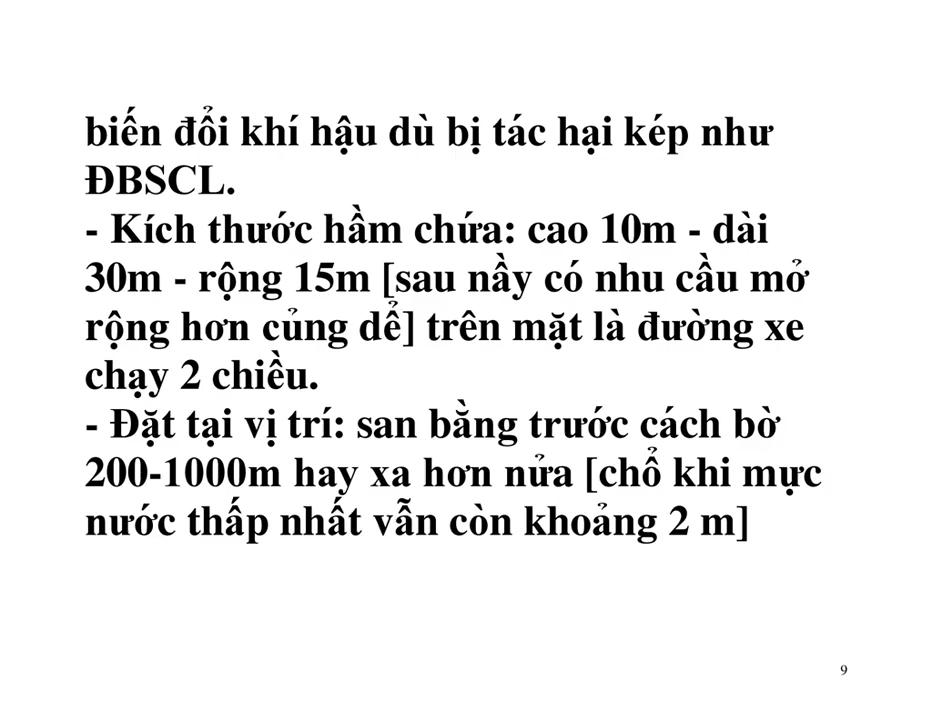 biến đổi khí hậu dù bị tác hại kép như
ĐBSCL.
- Kích thước hầm chứa: cao 10m - dài
30m - rộng 15m [sau nầy có nhu cầu mở
rộng hơn củng dể] trên mặt là đường xe
chạy 2 chiều.
- Đặt tại vị trí: san bằng trước cách bờ
200-1000m hay xa hơn nửa [chổ khi mực
nước thấp nhất vẫn còn khoảng 2 m]
9